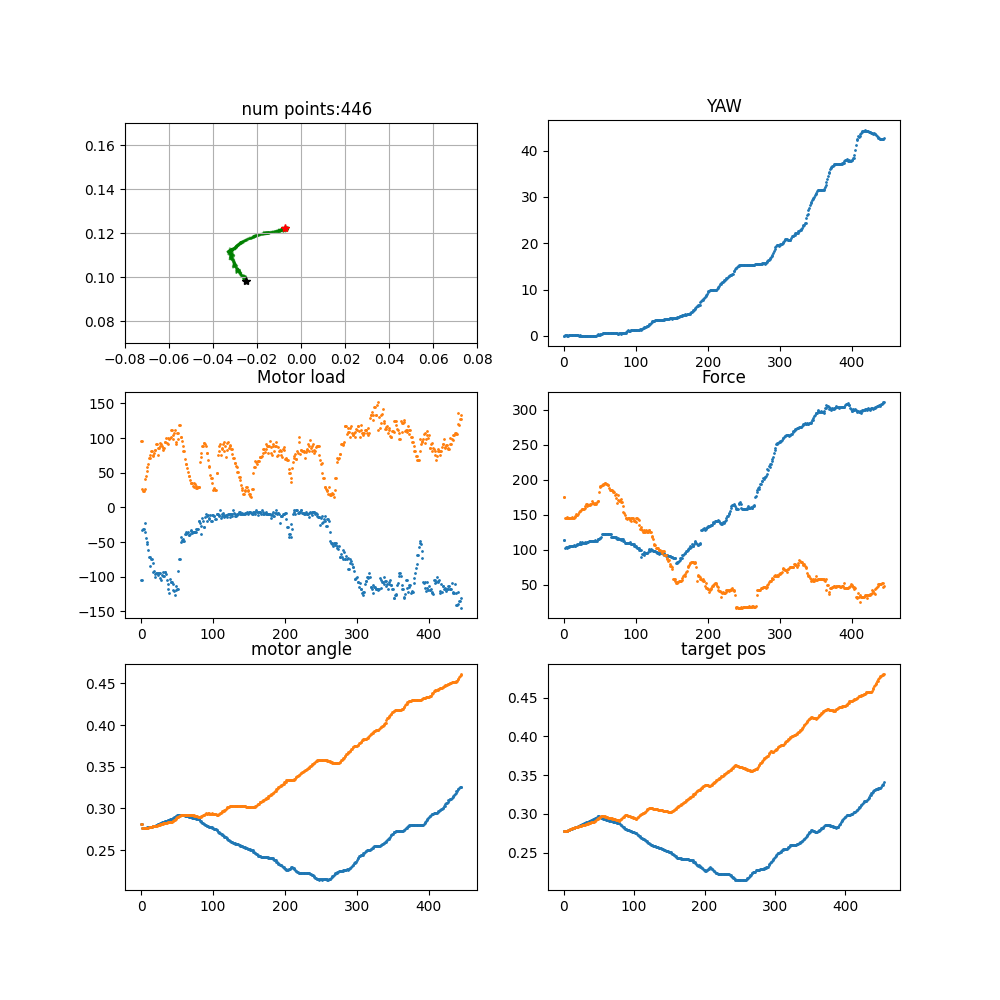 num points:446
YAW
0.16
0.14
0.12
0.10
0.08
−0.08 −0.06 −0.04 −0.02 0.00 0.02 0.04 0.06 0.08
40
30
20
10
0
0 100 200 300 400
Motor load
Force
150
100
50
0
−50
−100
−150
0 100 200 300 400
300
250
200
150
100
50
0 100 200 300 400
motor angle
target pos
0.45
0.40
0.35
0.30
0.25
0 100 200 300 400
0.45
0.40
0.35
0.30
0.25
0 100 200 300 400